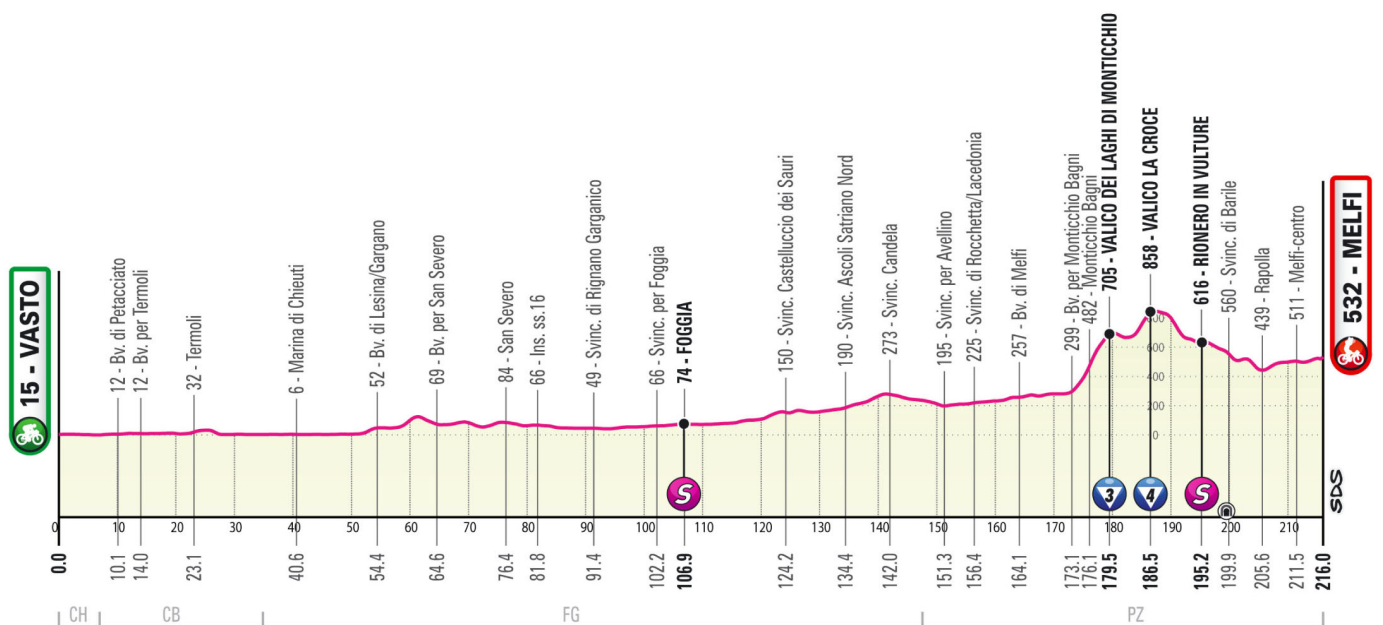 15 - VASTO
12 - Bv. di Petacciato
12 - Bv. per Termoli
32 - Termoli
6 - Marina di Chieuti
52 - Bv. di Lesina/Gargano
69 - Bv. per San Severo
84 - San Severo
66 - Ins. ss.16
49 - Svinc. di Rignano Garganico
66 - Svinc. per Foggia
74 - FOGGIA
150 - Svinc. Castelluccio dei Sauri
190 - Svinc. Ascoli Satriano Nord
273 - Svinc. Candela
195 - Svinc. per Avellino
225 - Svinc. di Rocchetta/Lacedonia
257 - Bv. di Melfi
299 - Bv. per Monticchio Bagni
482 - Monticchio Bagni
705 - VALICO DEI LAGHI DI MONTICCHIO
858 - VALICO LA CROCE
616 - RIONERO IN VULTURE
560 - Svinc. di Barile
439 - Rapolla
511 - Melfi-centro
532 - MELFI
800
600
400
200
0
S
3
4
S
SDS
0 10 20 30 40 50 60 70 80 90 100 110 120 130 140 150 160 170 180 190 200 210
0.0
10.1
14.0
23.1
40.6
54.4
64.6
76.4
81.8
91.4
102.2
106.9
124.2
134.4
142.0
151.3
156.4
164.1
173.1
176.1
179.5
186.5
195.2
199.9
205.6
211.5
216.0
CH CB FG PZ